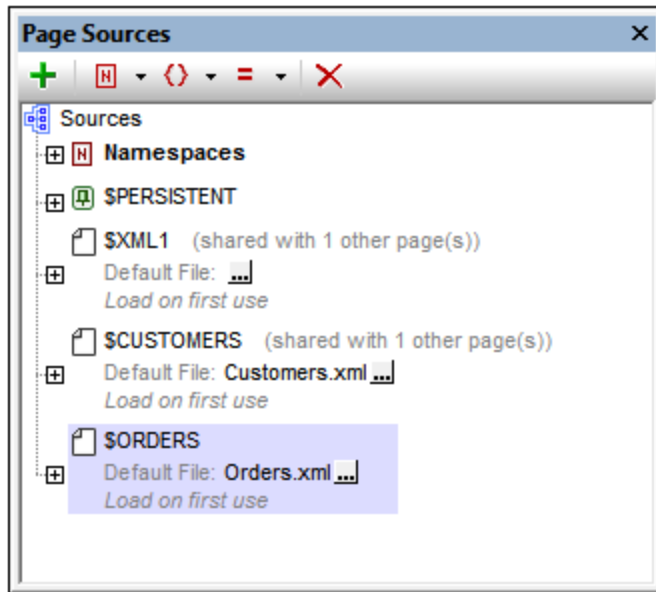 Page Sources
Sources
Namespaces
$PERSISTENT
$XML1 (shared with 1 other page(s))
Default File: ...
Load on first use
$CUSTOMERS (shared with 1 other page(s))
Default File: Customers.xml ...
Load on first use
$ORDERS
Default File: Orders.xml ...
Load on first use